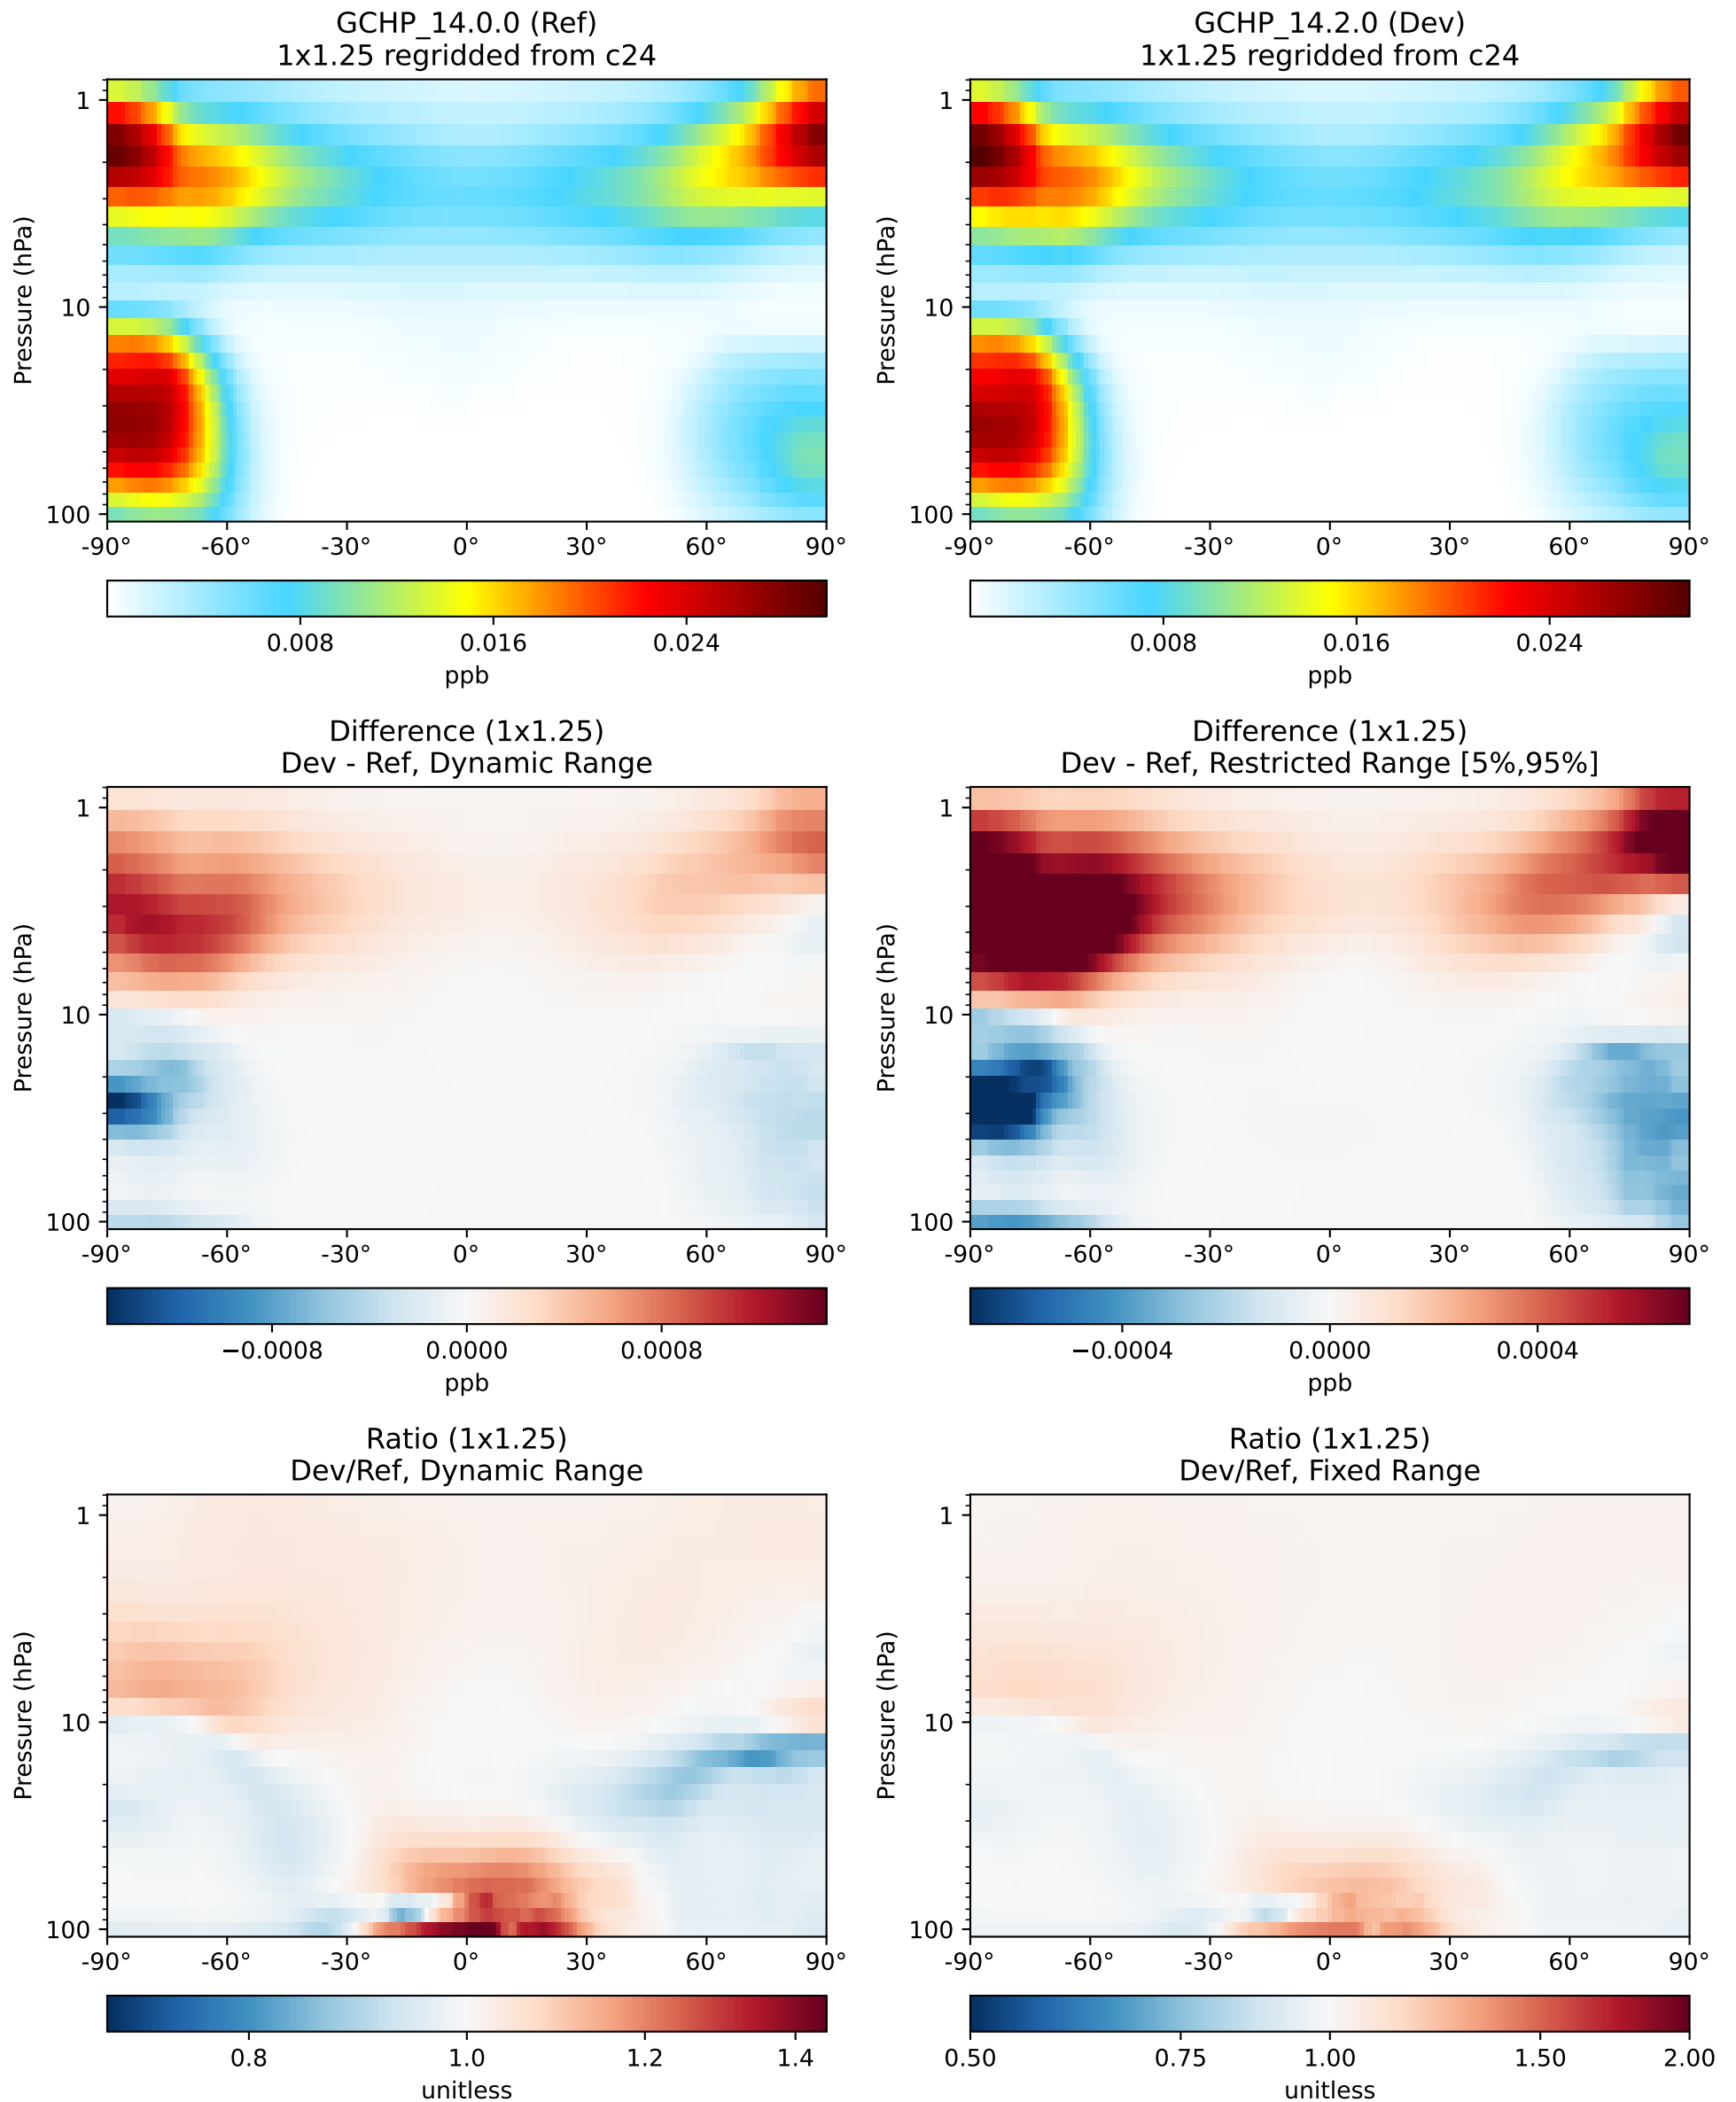 GCHP_14.0.0 (Ref)
1x1.25 regridded from c24
Pressure (hPa)
1
10
100
-90° -60° -30° 0° 30° 60° 90°
0.008 0.016 0.024
ppb
GCHP_14.2.0 (Dev)
1x1.25 regridded from c24
Pressure (hPa)
1
10
100
-90° -60° -30° 0° 30° 60° 90°
0.008 0.016 0.024
ppb
Difference (1x1.25)
Dev - Ref, Dynamic Range
Pressure (hPa)
1
10
100
-90° -60° -30° 0° 30° 60° 90°
−0.0008 0.0000 0.0008
ppb
Difference (1x1.25)
Dev - Ref, Restricted Range [5%,95%]
Pressure (hPa)
1
10
100
-90° -60° -30° 0° 30° 60° 90°
−0.0004 0.0000 0.0004
ppb
Ratio (1x1.25)
Dev/Ref, Dynamic Range
Pressure (hPa)
1
10
100
-90° -60° -30° 0° 30° 60° 90°
0.8 1.0 1.2 1.4
unitless
Ratio (1x1.25)
Dev/Ref, Fixed Range
Pressure (hPa)
1
10
100
-90° -60° -30° 0° 30° 60° 90°
0.50 0.75 1.00 1.50 2.00
unitless